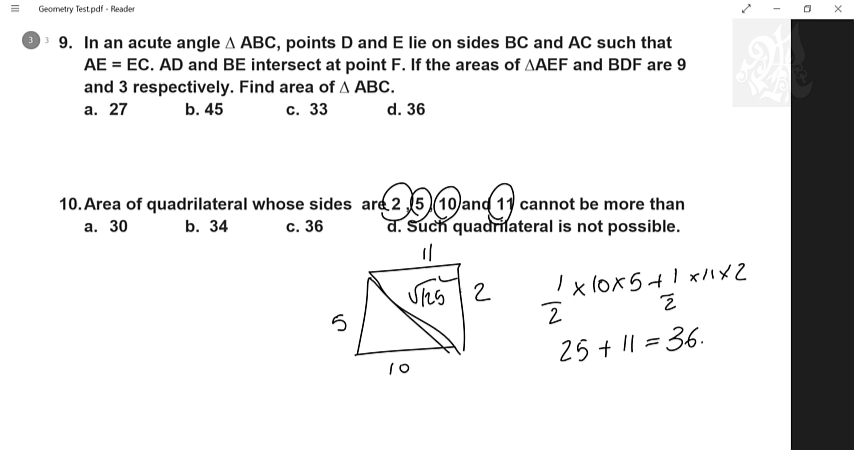 Geometry Test.pdf - Reader
3 3 9. In an acute angle Δ ABC, points D and E lie on sides BC and AC such that
AE = EC. AD and BE intersect at point F. If the areas of ΔAEF and BDF are 9
and 3 respectively. Find area of Δ ABC.
a. 27 b. 45 c. 33 d. 36
10. Area of quadrilateral whose sides are 2, 5, 10 and 11 cannot be more than
a. 30 b. 34 c. 36 d. Such quadrilateral is not possible.
11
√125 2
5
10
1/2 × 10 × 5 + 1/2 × 11 × 2
25 + 11 = 36.